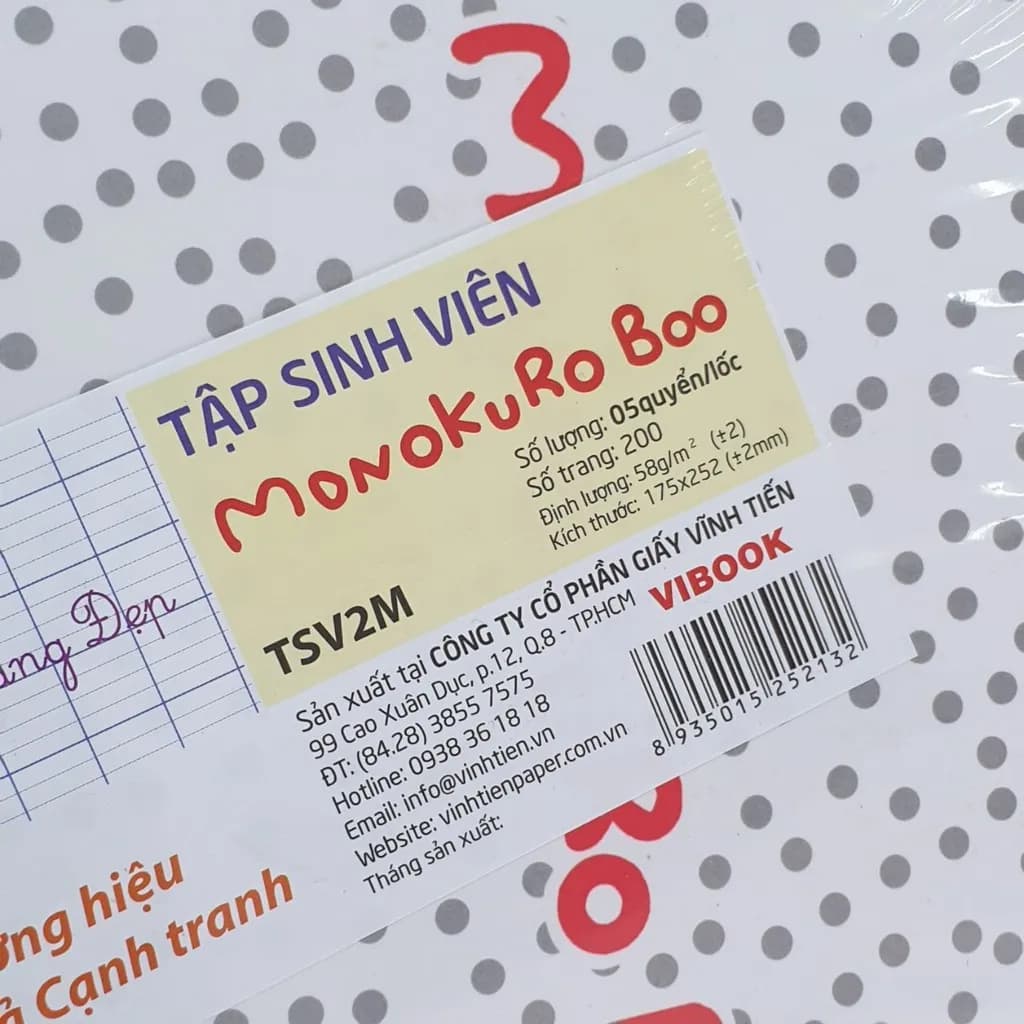 TẬP SINH VIÊN
MONOKURO BOO
Số lượng: 05quyển/lốc
Số trang: 200
Định lượng: 58g/m² (±2)
Kích thước: 175x252 (±2mm)
TSV2M
Sản xuất tại CÔNG TY CỔ PHẦN GIẤY VĨNH TIẾN
99 Cao Xuân Dục, p.12, Q.8 - TP.HCM
ĐT: (84.28) 3855 7575
Hotline: 0938 36 18 18
Email: info@vinhtien.vn
Website: vinhtienpaper.com.vn
Tháng sản xuất:
VIBOOK
8 935015 252132
Đẹp
hiệu
Cạnh tranh